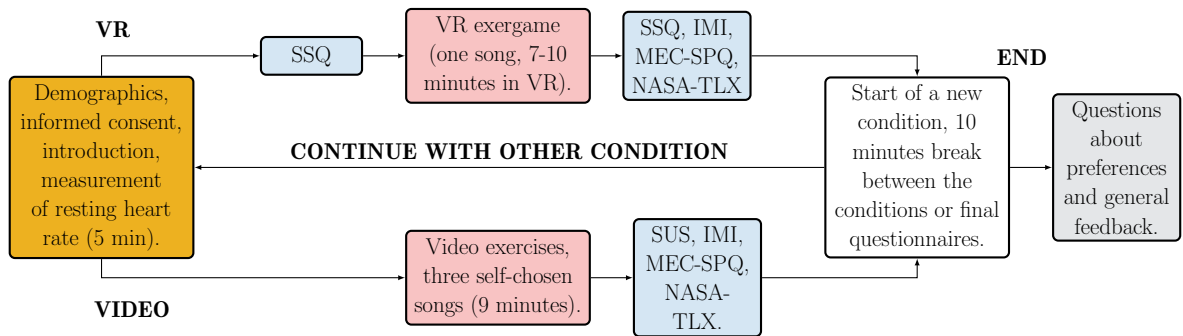 VR
SSQ
VR exergame
(one song, 7-10
minutes in VR).
SSQ, IMI,
MEC-SPQ,
NASA-TLX
END
Demographics,
informed consent,
introduction,
measurement
of resting heart
rate (5 min).
CONTINUE WITH OTHER CONDITION
Start of a new
condition, 10
minutes break
between the
conditions or final
questionnaires.
Questions
about
preferences
and general
feedback.
VIDEO
Video exercises,
three self-chosen
songs (9 minutes).
SUS, IMI,
MEC-SPQ,
NASA-
TLX.